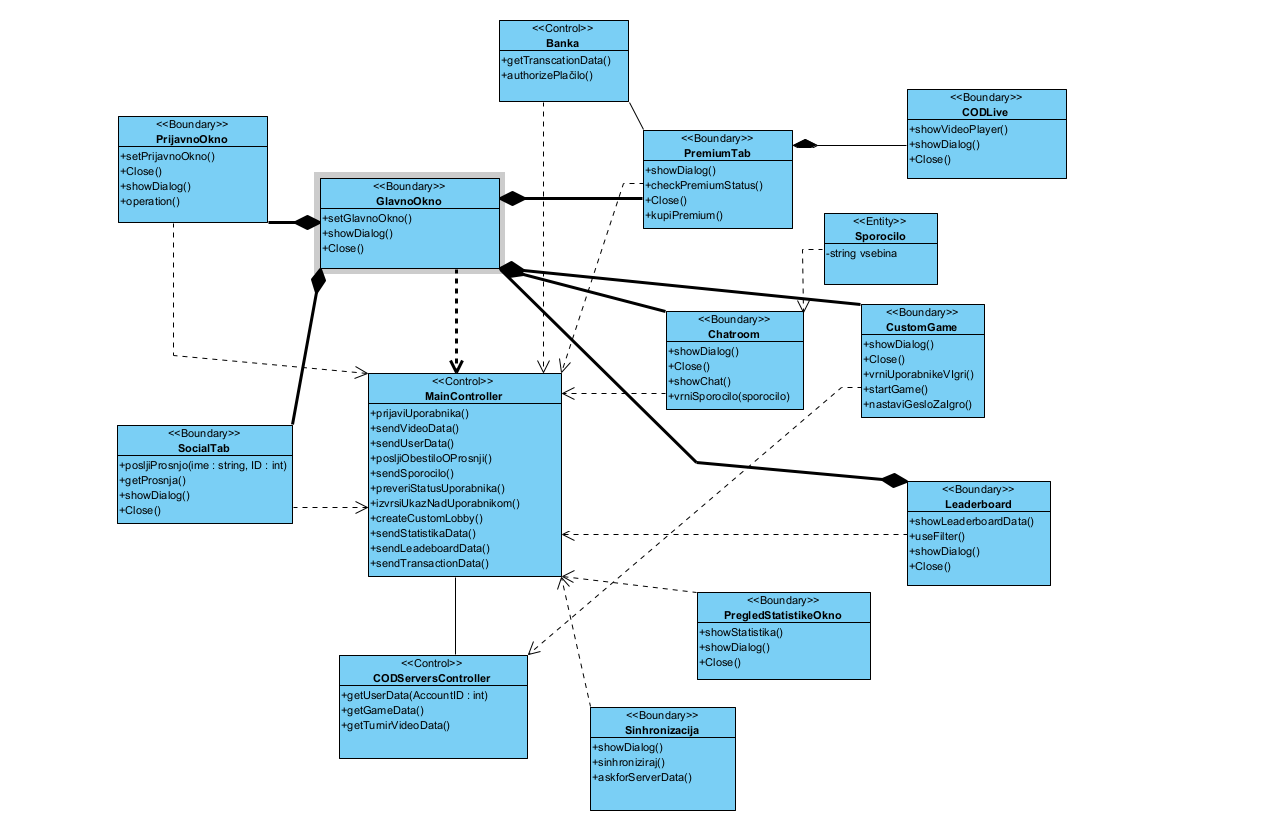 <<Control>>
Banka
+getTranscationData()
+authorizePlačilo()
<<Boundary>>
CODLive
+showVideoPlayer()
+showDialog()
+Close()
<<Boundary>>
PrijavnoOkno
+setPrijavnoOkno()
+Close()
+showDialog()
+operation()
<<Boundary>>
PremiumTab
+showDialog()
+checkPremiumStatus()
+Close()
+kupiPremium()
<<Boundary>>
GlavnoOkno
+setGlavnoOkno()
+showDialog()
+Close()
<<Entity>>
Sporocilo
-string vsebina
<<Boundary>>
Chatroom
+showDialog()
+Close()
+showChat()
+vrniSporocilo(sporocilo)
<<Boundary>>
CustomGame
+showDialog()
+Close()
+vrniUporabnikeVIgri()
+startGame()
+nastaviGesloZaIgro()
<<Control>>
MainController
+prijaviUporabnika()
+sendVideoData()
+sendUserData()
+posljiObestiloOProsnji()
+sendSporocilo()
+preveriStatusUporabnika()
+izvrsiUkazNadUporabnikom()
+createCustomLobby()
+sendStatistikaData()
+sendLeadeboardData()
+sendTransactionData()
<<Boundary>>
SocialTab
+posljiProsnjo(ime : string, ID : int)
+getProsnja()
+showDialog()
+Close()
<<Boundary>>
Leaderboard
+showLeaderboardData()
+useFilter()
+showDialog()
+Close()
<<Boundary>>
PregledStatistikeOkno
+showStatistika()
+showDialog()
+Close()
<<Control>>
CODServersController
+getUserData(AccountID : int)
+getGameData()
+getTurnirVideoData()
<<Boundary>>
Sinhronizacija
+showDialog()
+sinhroniziraj()
+askforServerData()